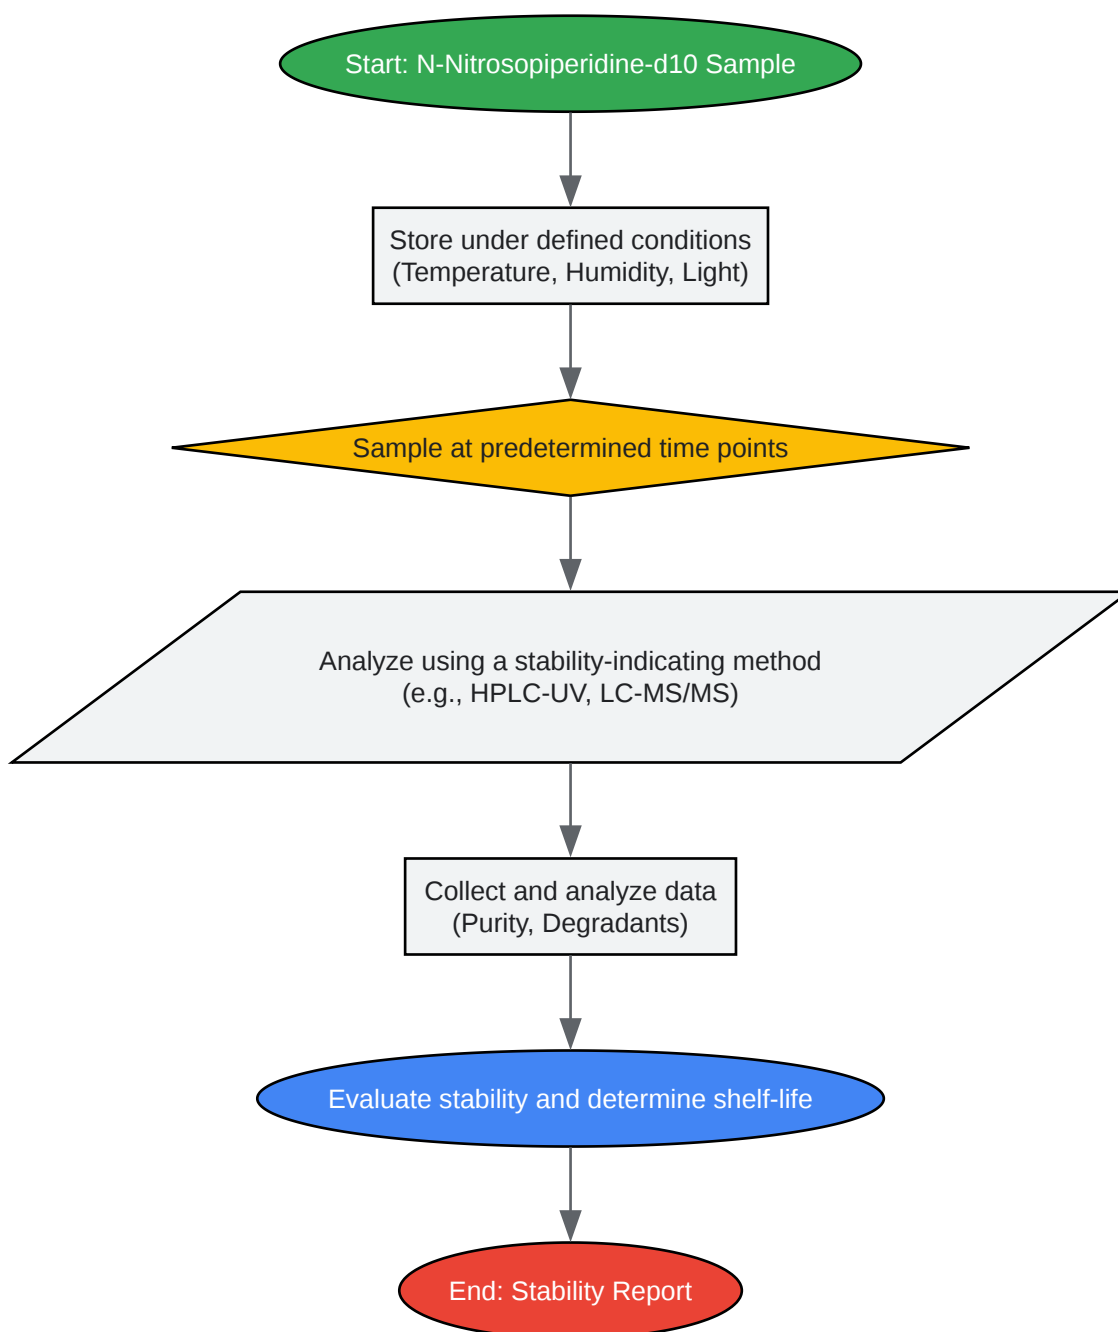 Start: N-Nitrosopiperidine-d10 Sample
Store under defined conditions
(Temperature, Humidity, Light)
Sample at predetermined time points
Analyze using a stability-indicating method
(e.g., HPLC-UV, LC-MS/MS)
Collect and analyze data
(Purity, Degradants)
Evaluate stability and determine shelf-life
End: Stability Report